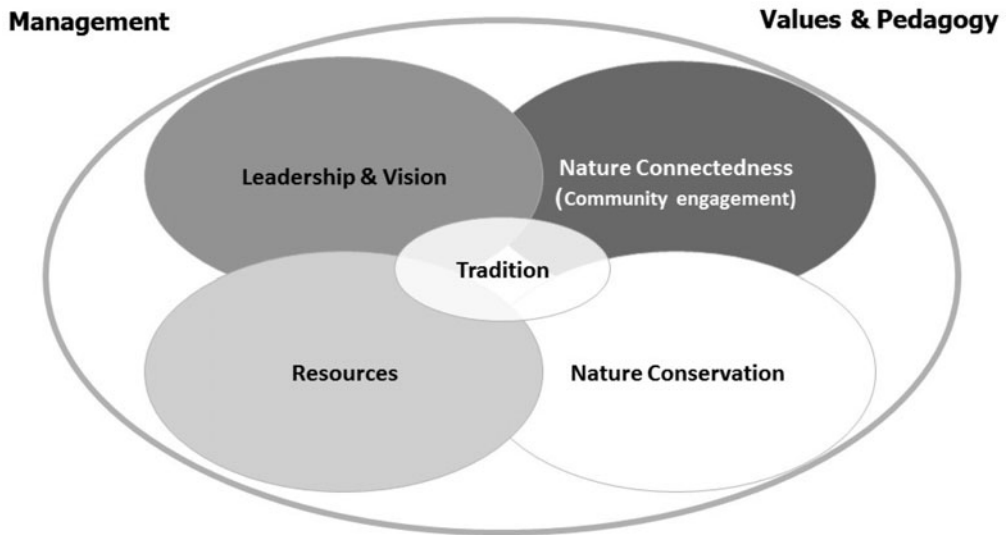 Management
Values & Pedagogy
Leadership & Vision
Nature Connectedness
(Community engagement)
Tradition
Resources
Nature Conservation